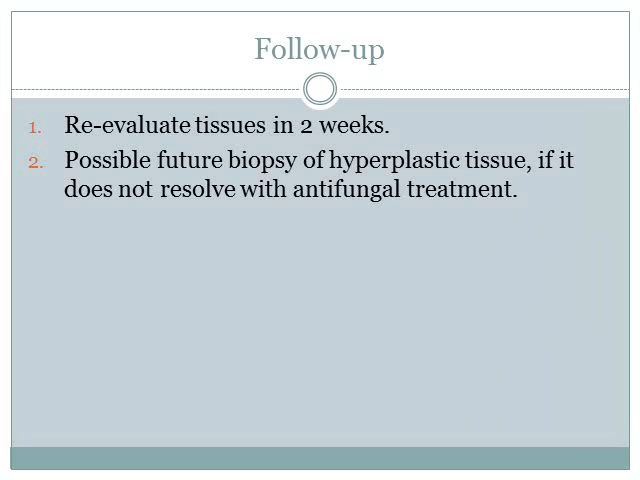 Follow-up
1. Re-evaluate tissues in 2 weeks.
2. Possible future biopsy of hyperplastic tissue, if it
does not resolve with antifungal treatment.